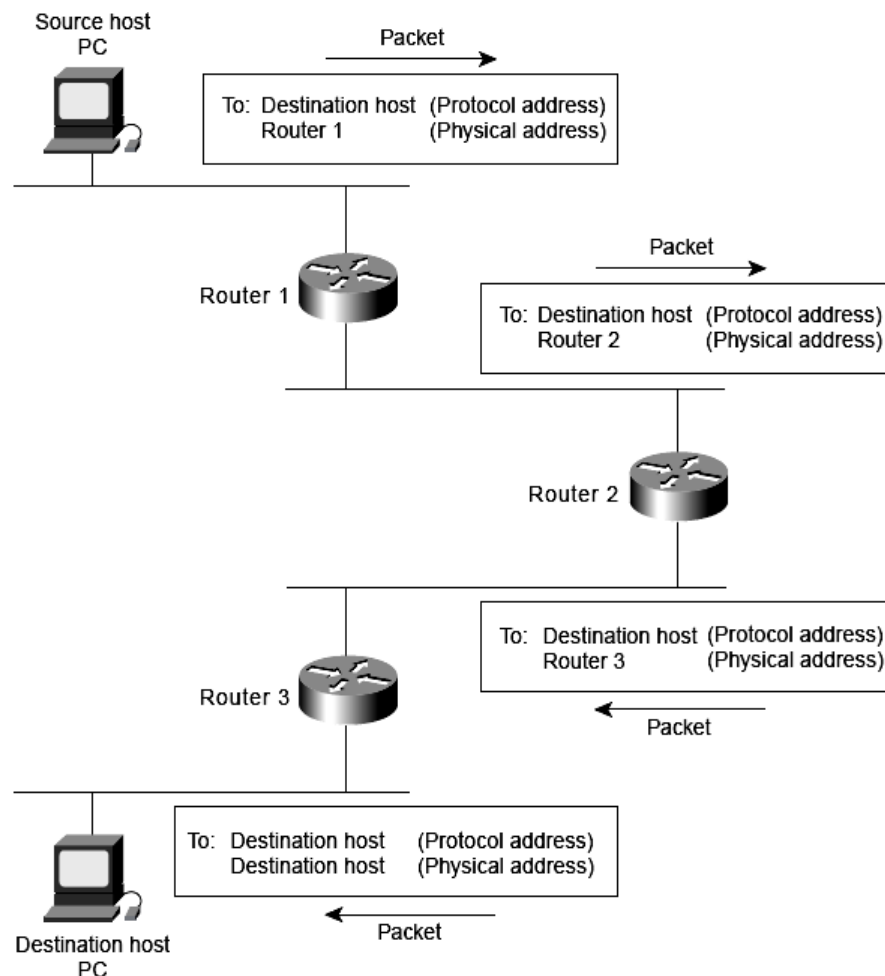 Source host
PC
Packet
To: Destination host (Protocol address)
Router 1 (Physical address)
Router 1
Packet
To: Destination host (Protocol address)
Router 2 (Physical address)
Router 2
To: Destination host (Protocol address)
Router 3 (Physical address)
Packet
Router 3
To: Destination host (Protocol address)
Destination host (Physical address)
Packet
Destination host
PC